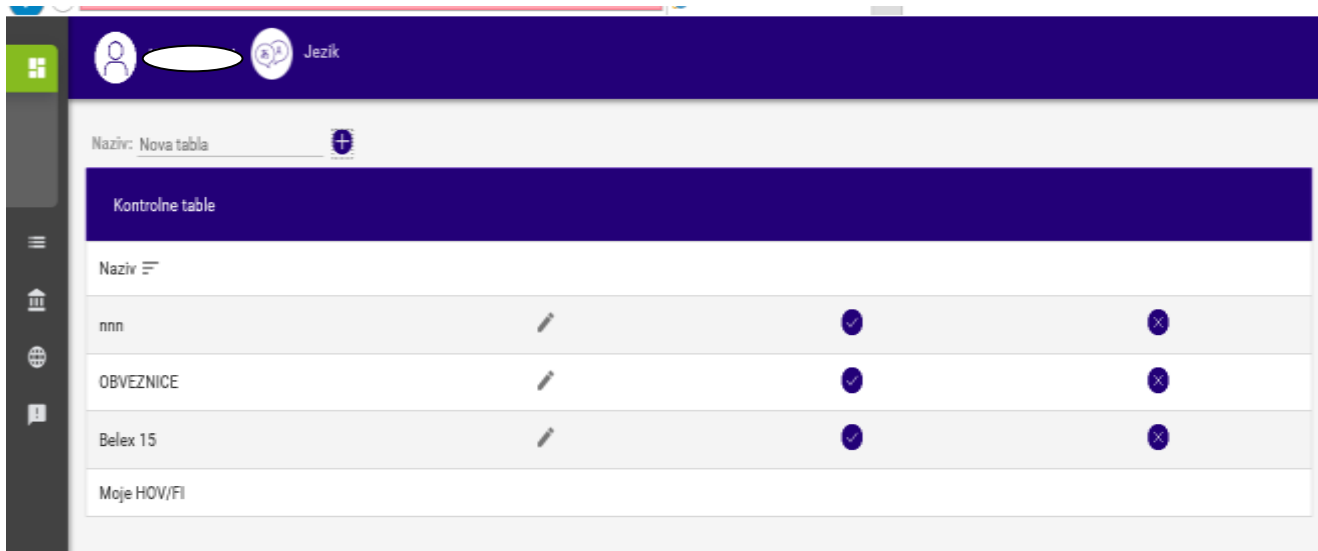 Jezik
Naziv: Nova tabla
Kontrolne table
Naziv
nnn
OBVEZNICE
Belex 15
Moje HOV/FI